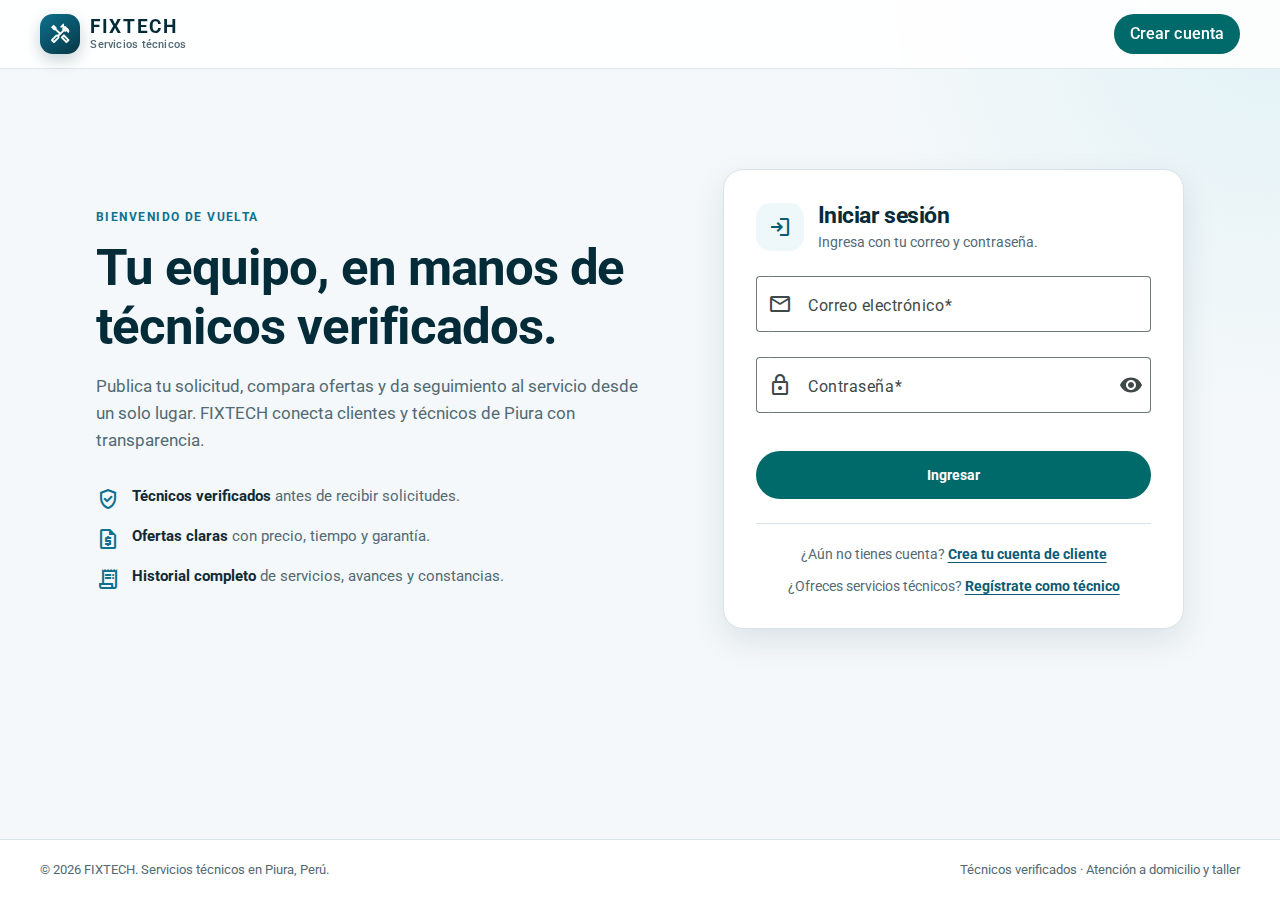 FIXTECH
Servicios técnicos
Crear cuenta
BIENVENIDO DE VUELTA
Tu equipo, en manos de
técnicos verificados.
Publica tu solicitud, compara ofertas y da seguimiento al servicio desde
un solo lugar. FIXTECH conecta clientes y técnicos de Piura con
transparencia.
Técnicos verificados antes de recibir solicitudes.
Ofertas claras con precio, tiempo y garantía.
Historial completo de servicios, avances y constancias.
Iniciar sesión
Ingresa con tu correo y contraseña.
Correo electrónico*
Contraseña*
Ingresar
¿Aún no tienes cuenta? Crea tu cuenta de cliente
¿Ofreces servicios técnicos? Regístrate como técnico
© 2026 FIXTECH. Servicios técnicos en Piura, Perú.
Técnicos verificados · Atención a domicilio y taller